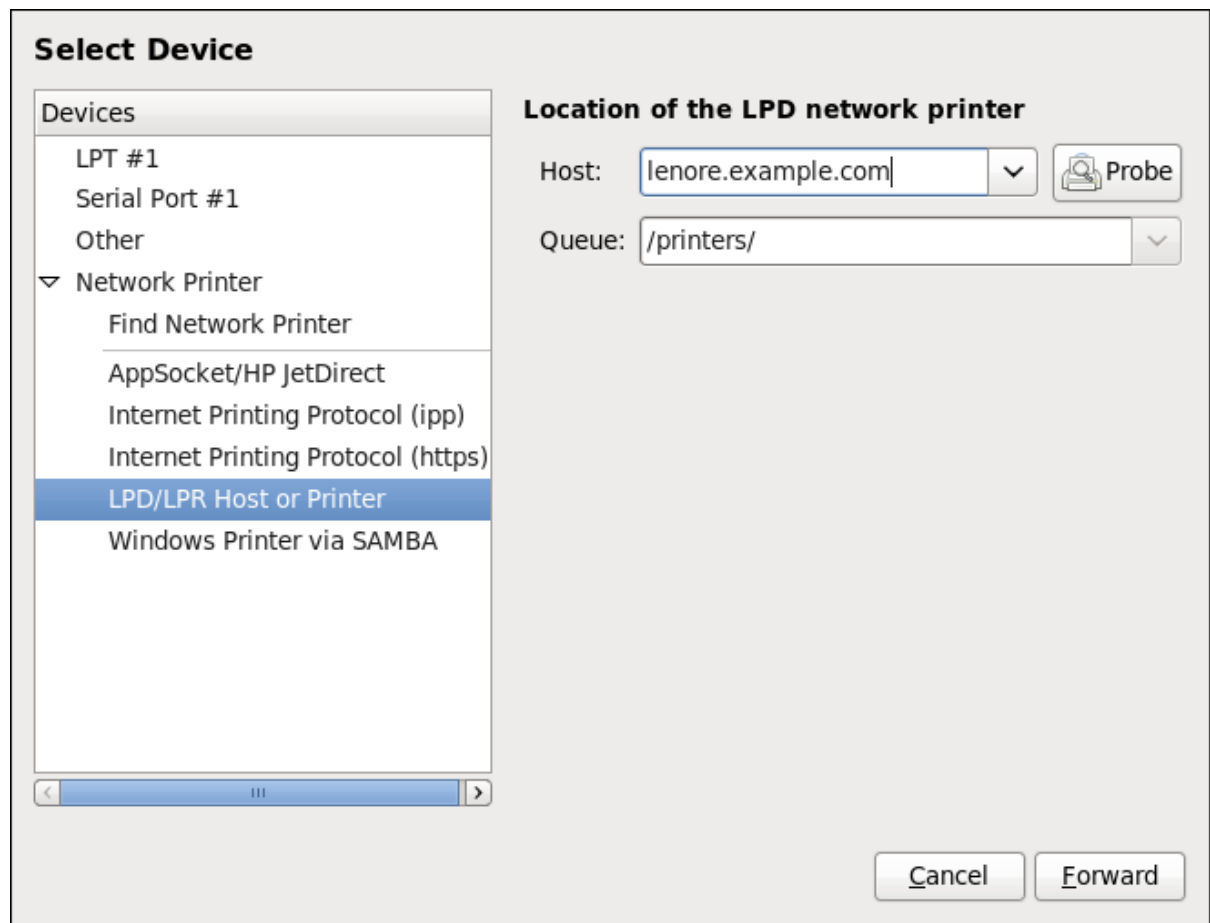 Select Device
Devices
LPT #1
Serial Port #1
Other
Network Printer
Find Network Printer
AppSocket/HP JetDirect
Internet Printing Protocol (ipp)
Internet Printing Protocol (https)
LPD/LPR Host or Printer
Windows Printer via SAMBA
Location of the LPD network printer
Host: lenore.example.com Probe
Queue: /printers/
Cancel Forward